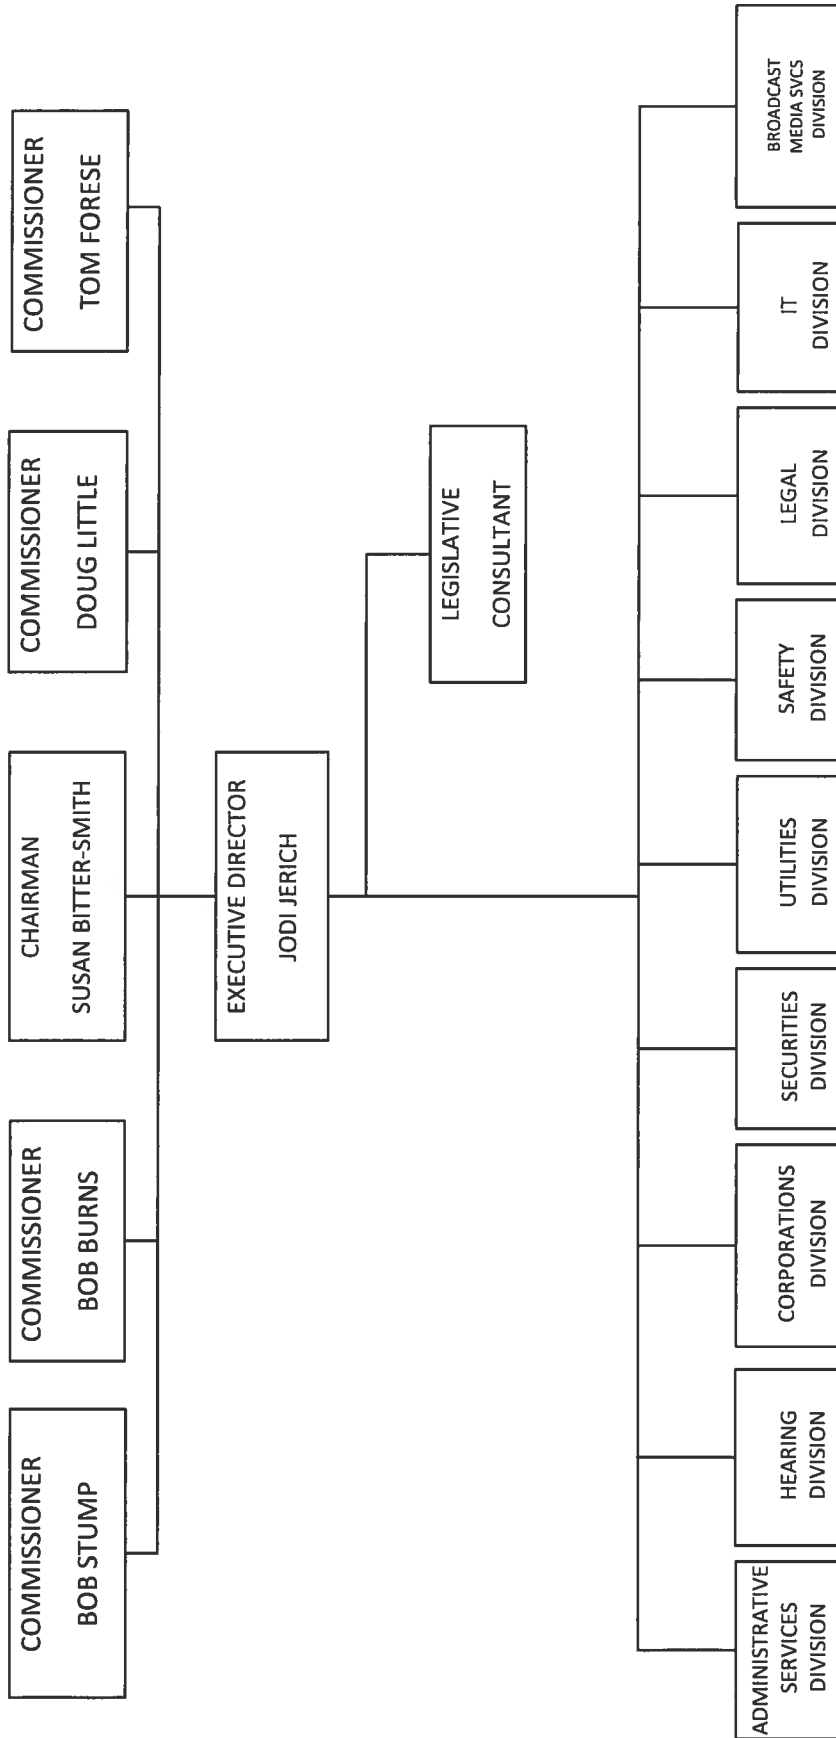 COMMISSIONER
BOB STUMP
COMMISSIONER
BOB BURNS
CHAIRMAN
SUSAN BITTER-SMITH
COMMISSIONER
DOUG LITTLE
COMMISSIONER
TOM FORESE
EXECUTIVE DIRECTOR
JODI JERICH
LEGISLATIVE
CONSULTANT
ADMINISTRATIVE
SERVICES
DIVISION
HEARING
DIVISION
CORPORATIONS
DIVISION
SECURITIES
DIVISION
UTILITIES
DIVISION
SAFETY
DIVISION
LEGAL
DIVISION
IT
DIVISION
BROADCAST
MEDIA SVCS
DIVISION